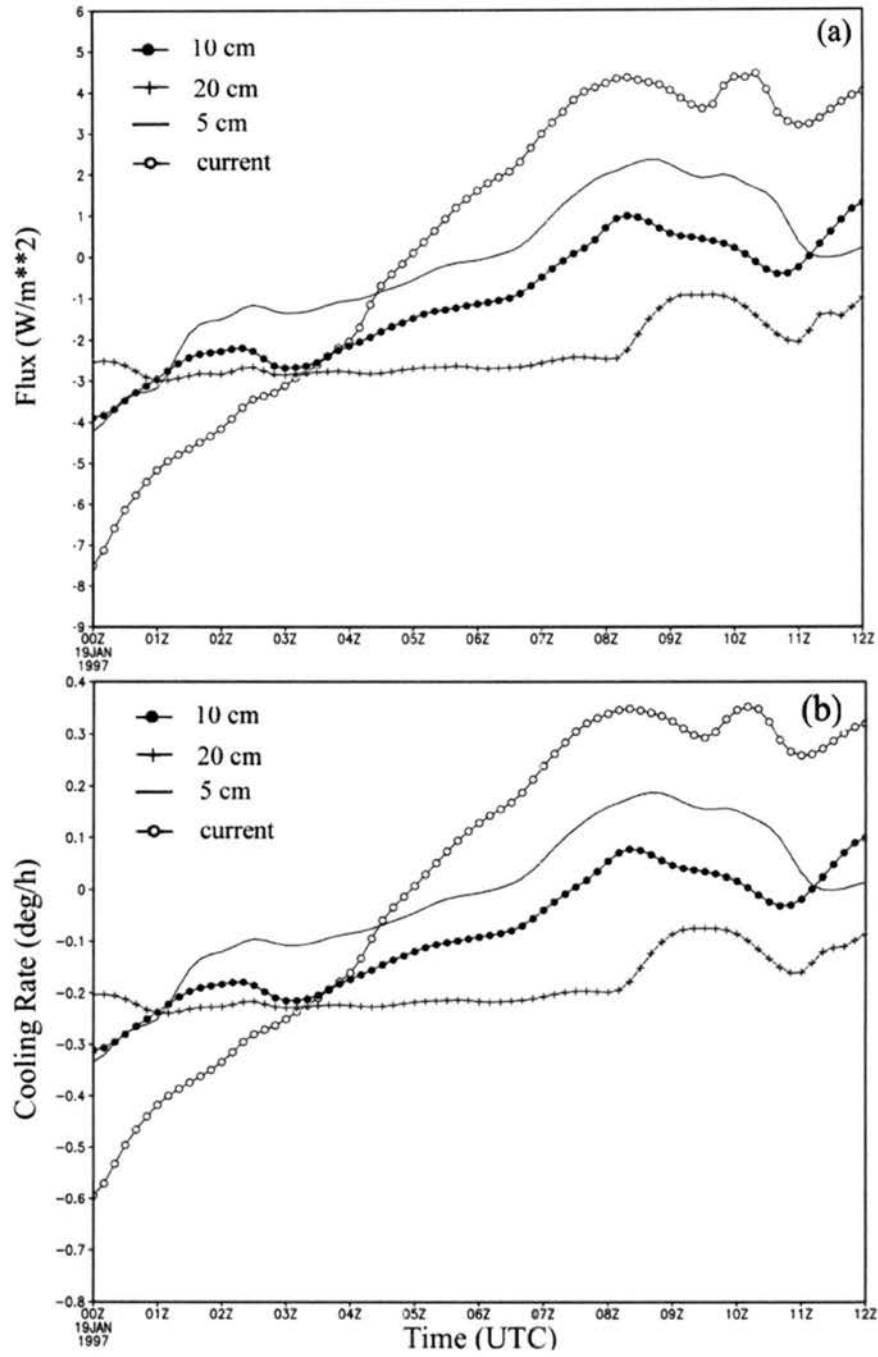 6
(a)
5
4
3
2
1
0
-1
-2
-3
-4
-5
-6
-7
-8
-9
10 cm
20 cm
5 cm
current
Flux (W/m**2)
00Z 01Z 02Z 03Z 04Z 05Z 06Z 07Z 08Z 09Z 10Z 11Z 12Z
19JAN
1997
0.4
(b)
0.3
0.2
0.1
0
-0.1
-0.2
-0.3
-0.4
-0.5
-0.6
-0.7
-0.8
10 cm
20 cm
5 cm
current
Cooling Rate (deg/h)
00Z 01Z 02Z 03Z 04Z 05Z 06Z 07Z 08Z 09Z 10Z 11Z 12Z
19JAN
1997
Time (UTC)